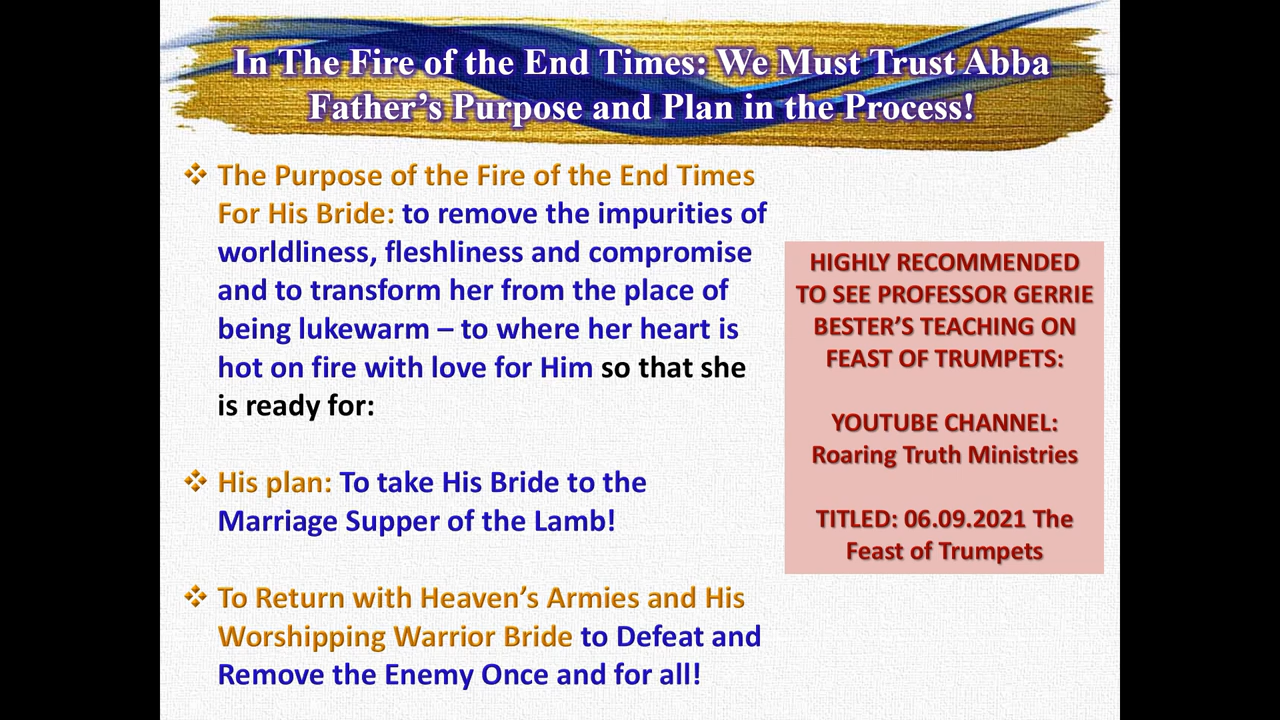 In The Fire of the End Times: We Must Trust Abba
Father’s Purpose and Plan in the Process!
❖ The Purpose of the Fire of the End Times
For His Bride: to remove the impurities of
worldliness, fleshliness and compromise
and to transform her from the place of
being lukewarm – to where her heart is
hot on fire with love for Him so that she
is ready for:
❖ His plan: To take His Bride to the
Marriage Supper of the Lamb!
❖ To Return with Heaven’s Armies and His
Worshipping Warrior Bride to Defeat and
Remove the Enemy Once and for all!
HIGHLY RECOMMENDED
TO SEE PROFESSOR GERRIE
BESTER’S TEACHING ON
FEAST OF TRUMPETS:
YOUTUBE CHANNEL:
Roaring Truth Ministries
TITLED: 06.09.2021 The
Feast of Trumpets